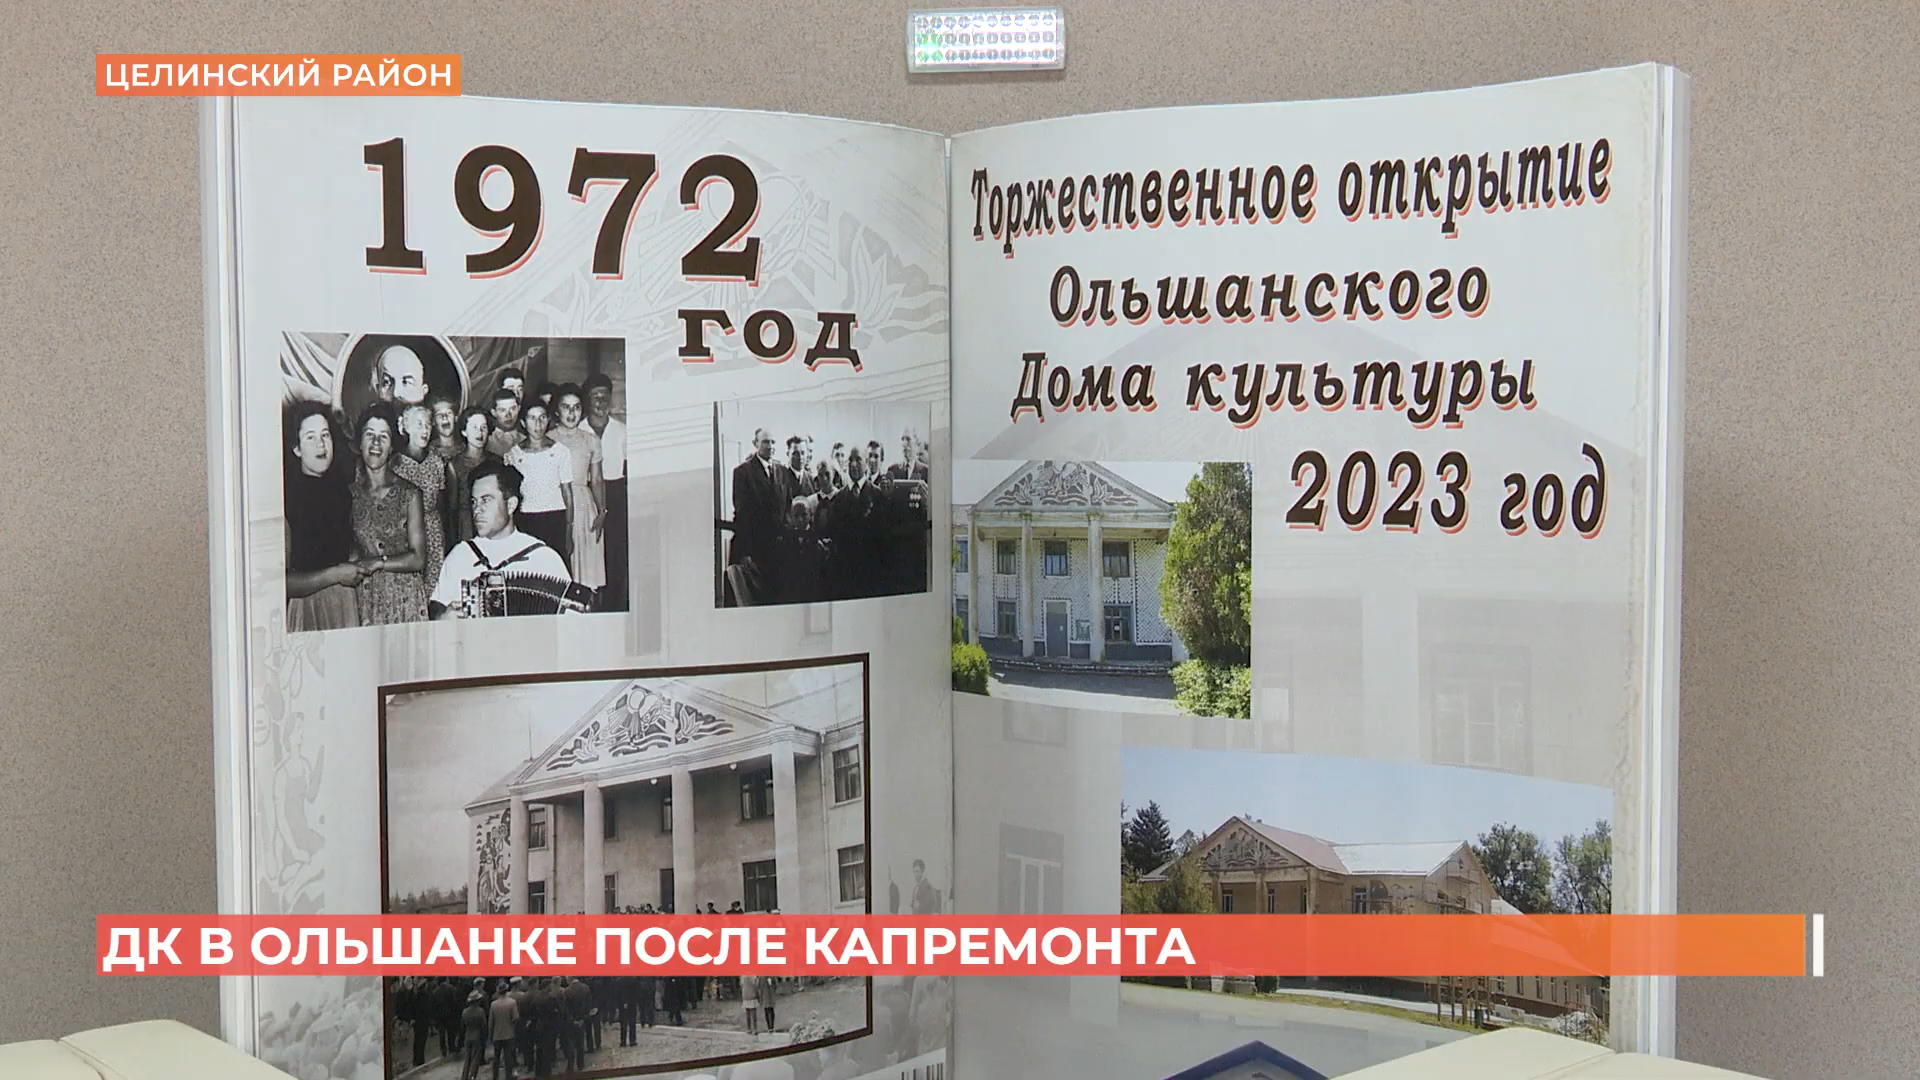 ЦЕЛИНСКИЙ РАЙОН
1972
год
Торжественное открытие
Ольшанского
Дома культуры
2023 год
ДК В ОЛЬШАНКЕ ПОСЛЕ КАПРЕМОНТА